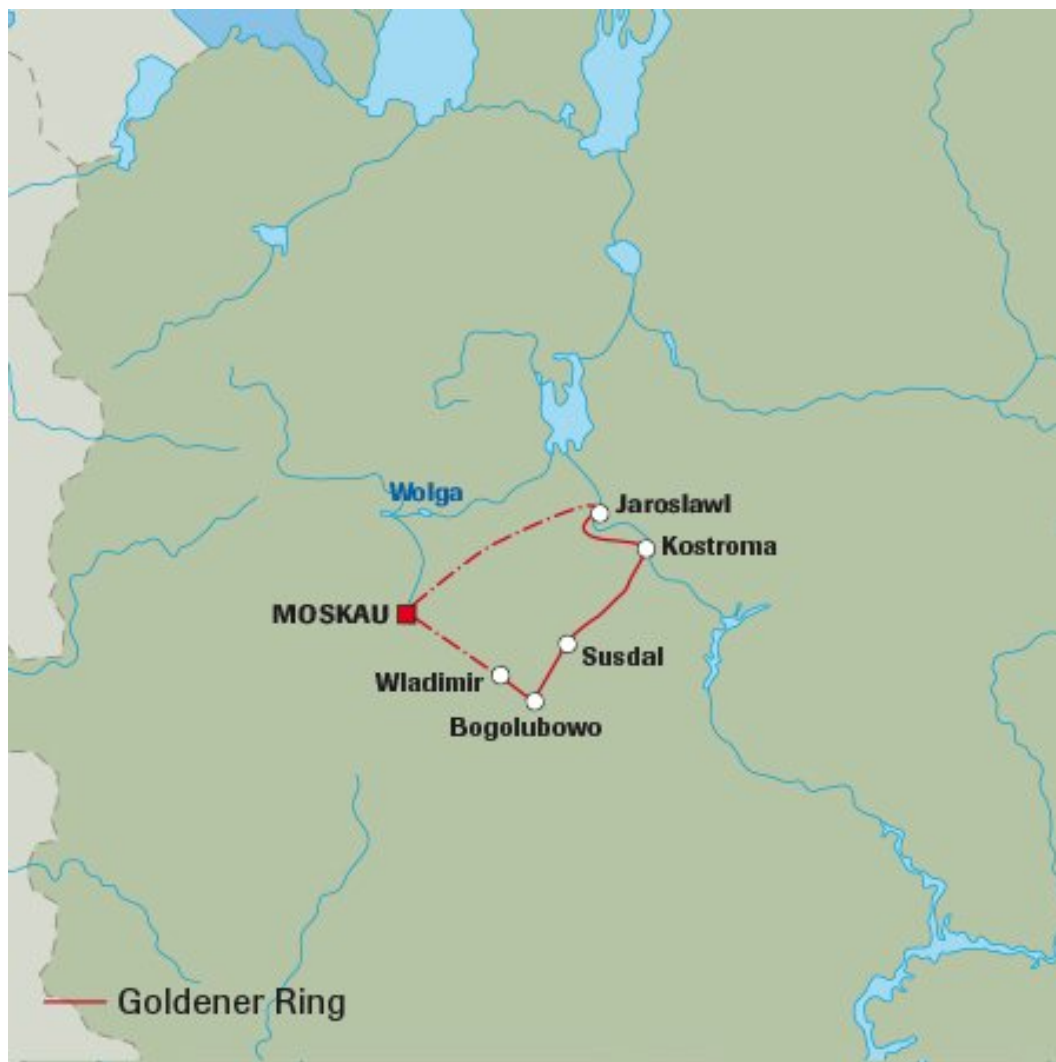 Wolga
Jaroslawl
Kostroma
MOSKAU
Susdal
Wladimir
Bogolubowo
Goldener Ring